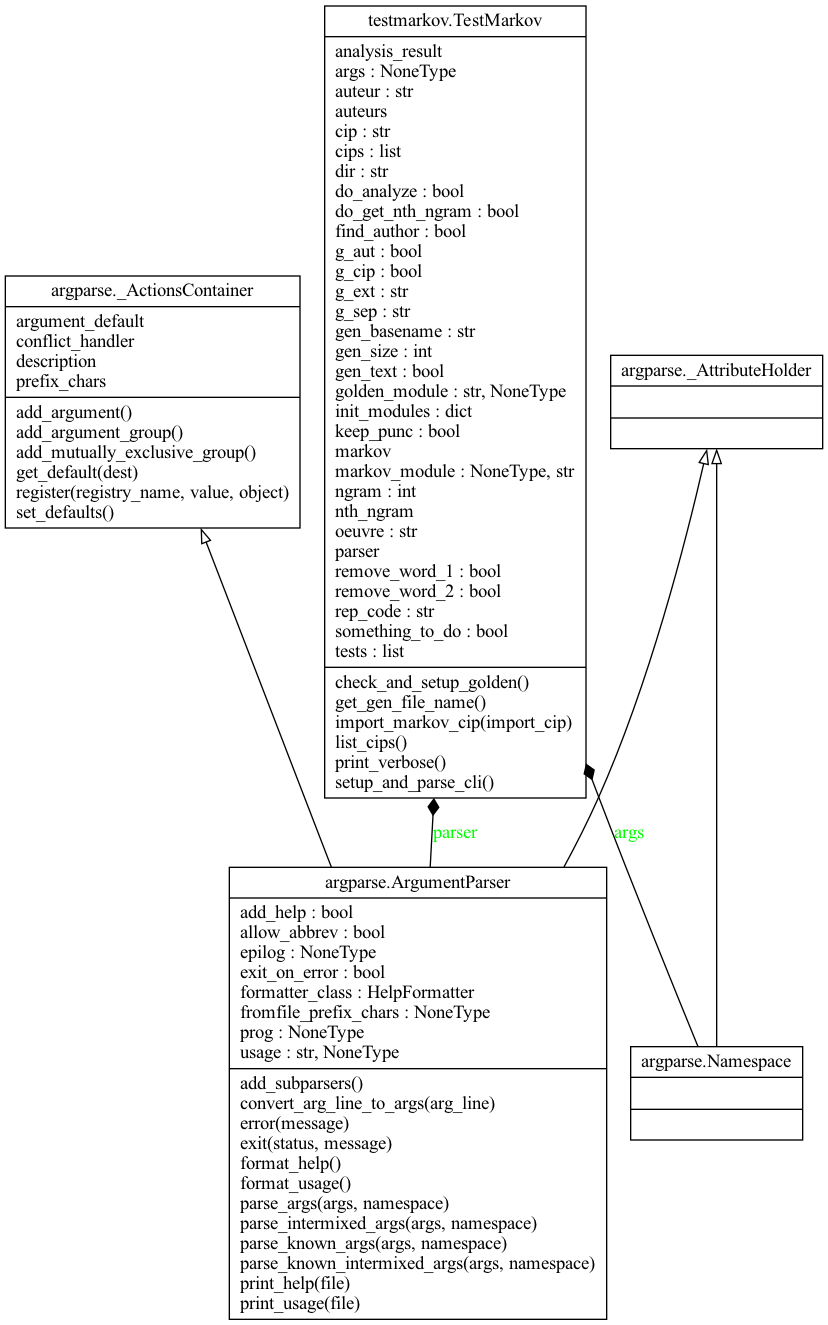 testmarkov.TestMarkov
analysis_result
args : NoneType
auteur : str
auteurs
cip : str
cips : list
dir : str
do_analyze : bool
do_get_nth_ngram : bool
find_author : bool
g_aut : bool
g_cip : bool
g_ext : str
g_sep : str
gen_basename : str
gen_size : int
gen_text : bool
golden_module : str, NoneType
init_modules : dict
keep_punc : bool
markov
markov_module : NoneType, str
ngram : int
nth_ngram
oeuvre : str
parser
remove_word_1 : bool
remove_word_2 : bool
rep_code : str
something_to_do : bool
tests : list
check_and_setup_golden()
get_gen_file_name()
import_markov_cip(import_cip)
list_cips()
print_verbose()
setup_and_parse_cli()
argparse._ActionsContainer
argument_default
conflict_handler
description
prefix_chars
add_argument()
add_argument_group()
add_mutually_exclusive_group()
get_default(dest)
register(registry_name, value, object)
set_defaults()
argparse._AttributeHolder
parser
args
argparse.ArgumentParser
add_help : bool
allow_abbrev : bool
epilog : NoneType
exit_on_error : bool
formatter_class : HelpFormatter
fromfile_prefix_chars : NoneType
prog : NoneType
usage : str, NoneType
add_subparsers()
convert_arg_line_to_args(arg_line)
error(message)
exit(status, message)
format_help()
format_usage()
parse_args(args, namespace)
parse_intermixed_args(args, namespace)
parse_known_args(args, namespace)
parse_known_intermixed_args(args, namespace)
print_help(file)
print_usage(file)
argparse.Namespace